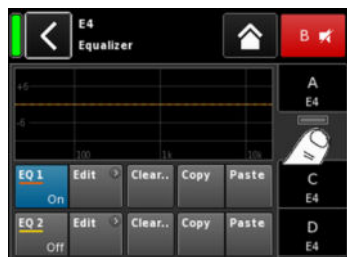 E4
Equalizer
B
+6
-6
100 1k 10k
A
E4
C
E4
D
E4
EQ 1
On
Edit
Clear..
Copy
Paste
EQ 2
Off
Edit
Clear..
Copy
Paste